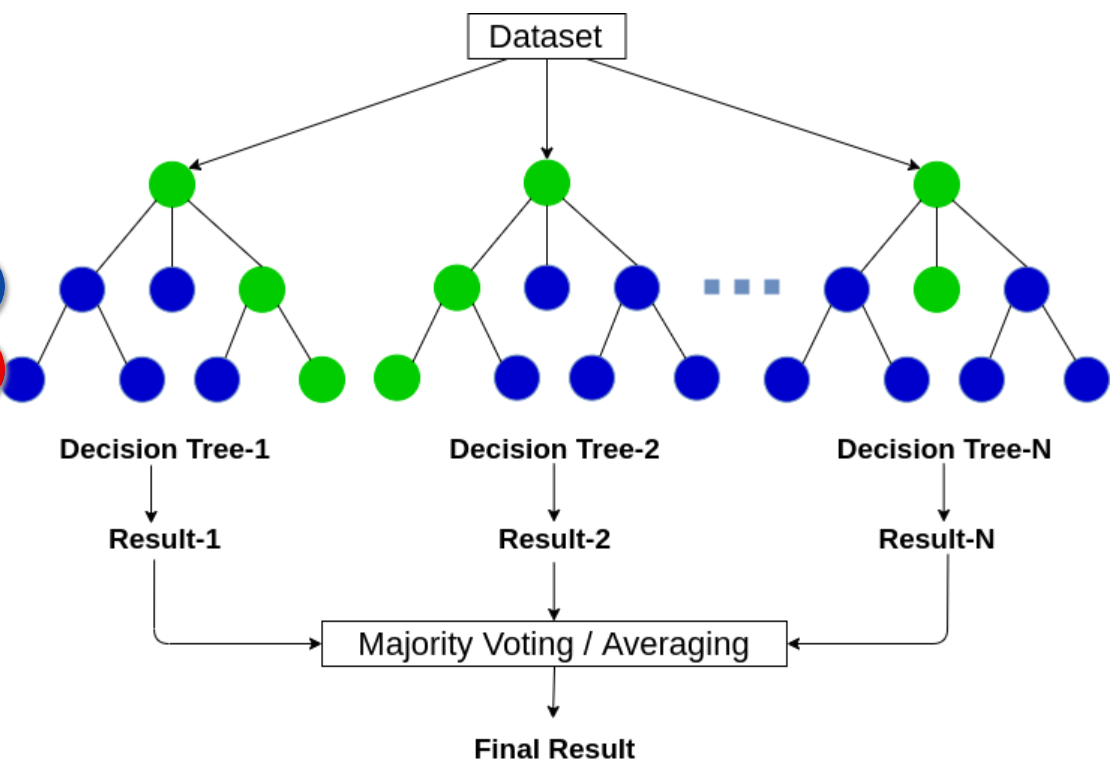 Dataset
Decision Tree-1
Decision Tree-2
Decision Tree-N
Result-1
Result-2
Result-N
Majority Voting / Averaging
Final Result